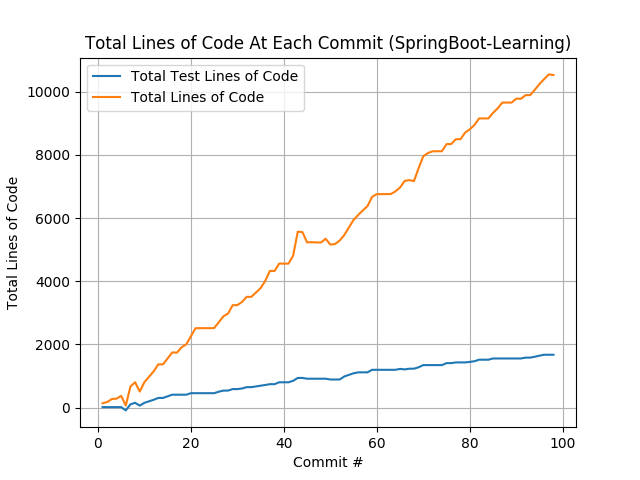 Total Lines of Code At Each Commit (SpringBoot-Learning)
Total Test Lines of Code
Total Lines of Code
10000
8000
6000
4000
2000
0
Total Lines of Code
0 20 40 60 80 100
Commit #